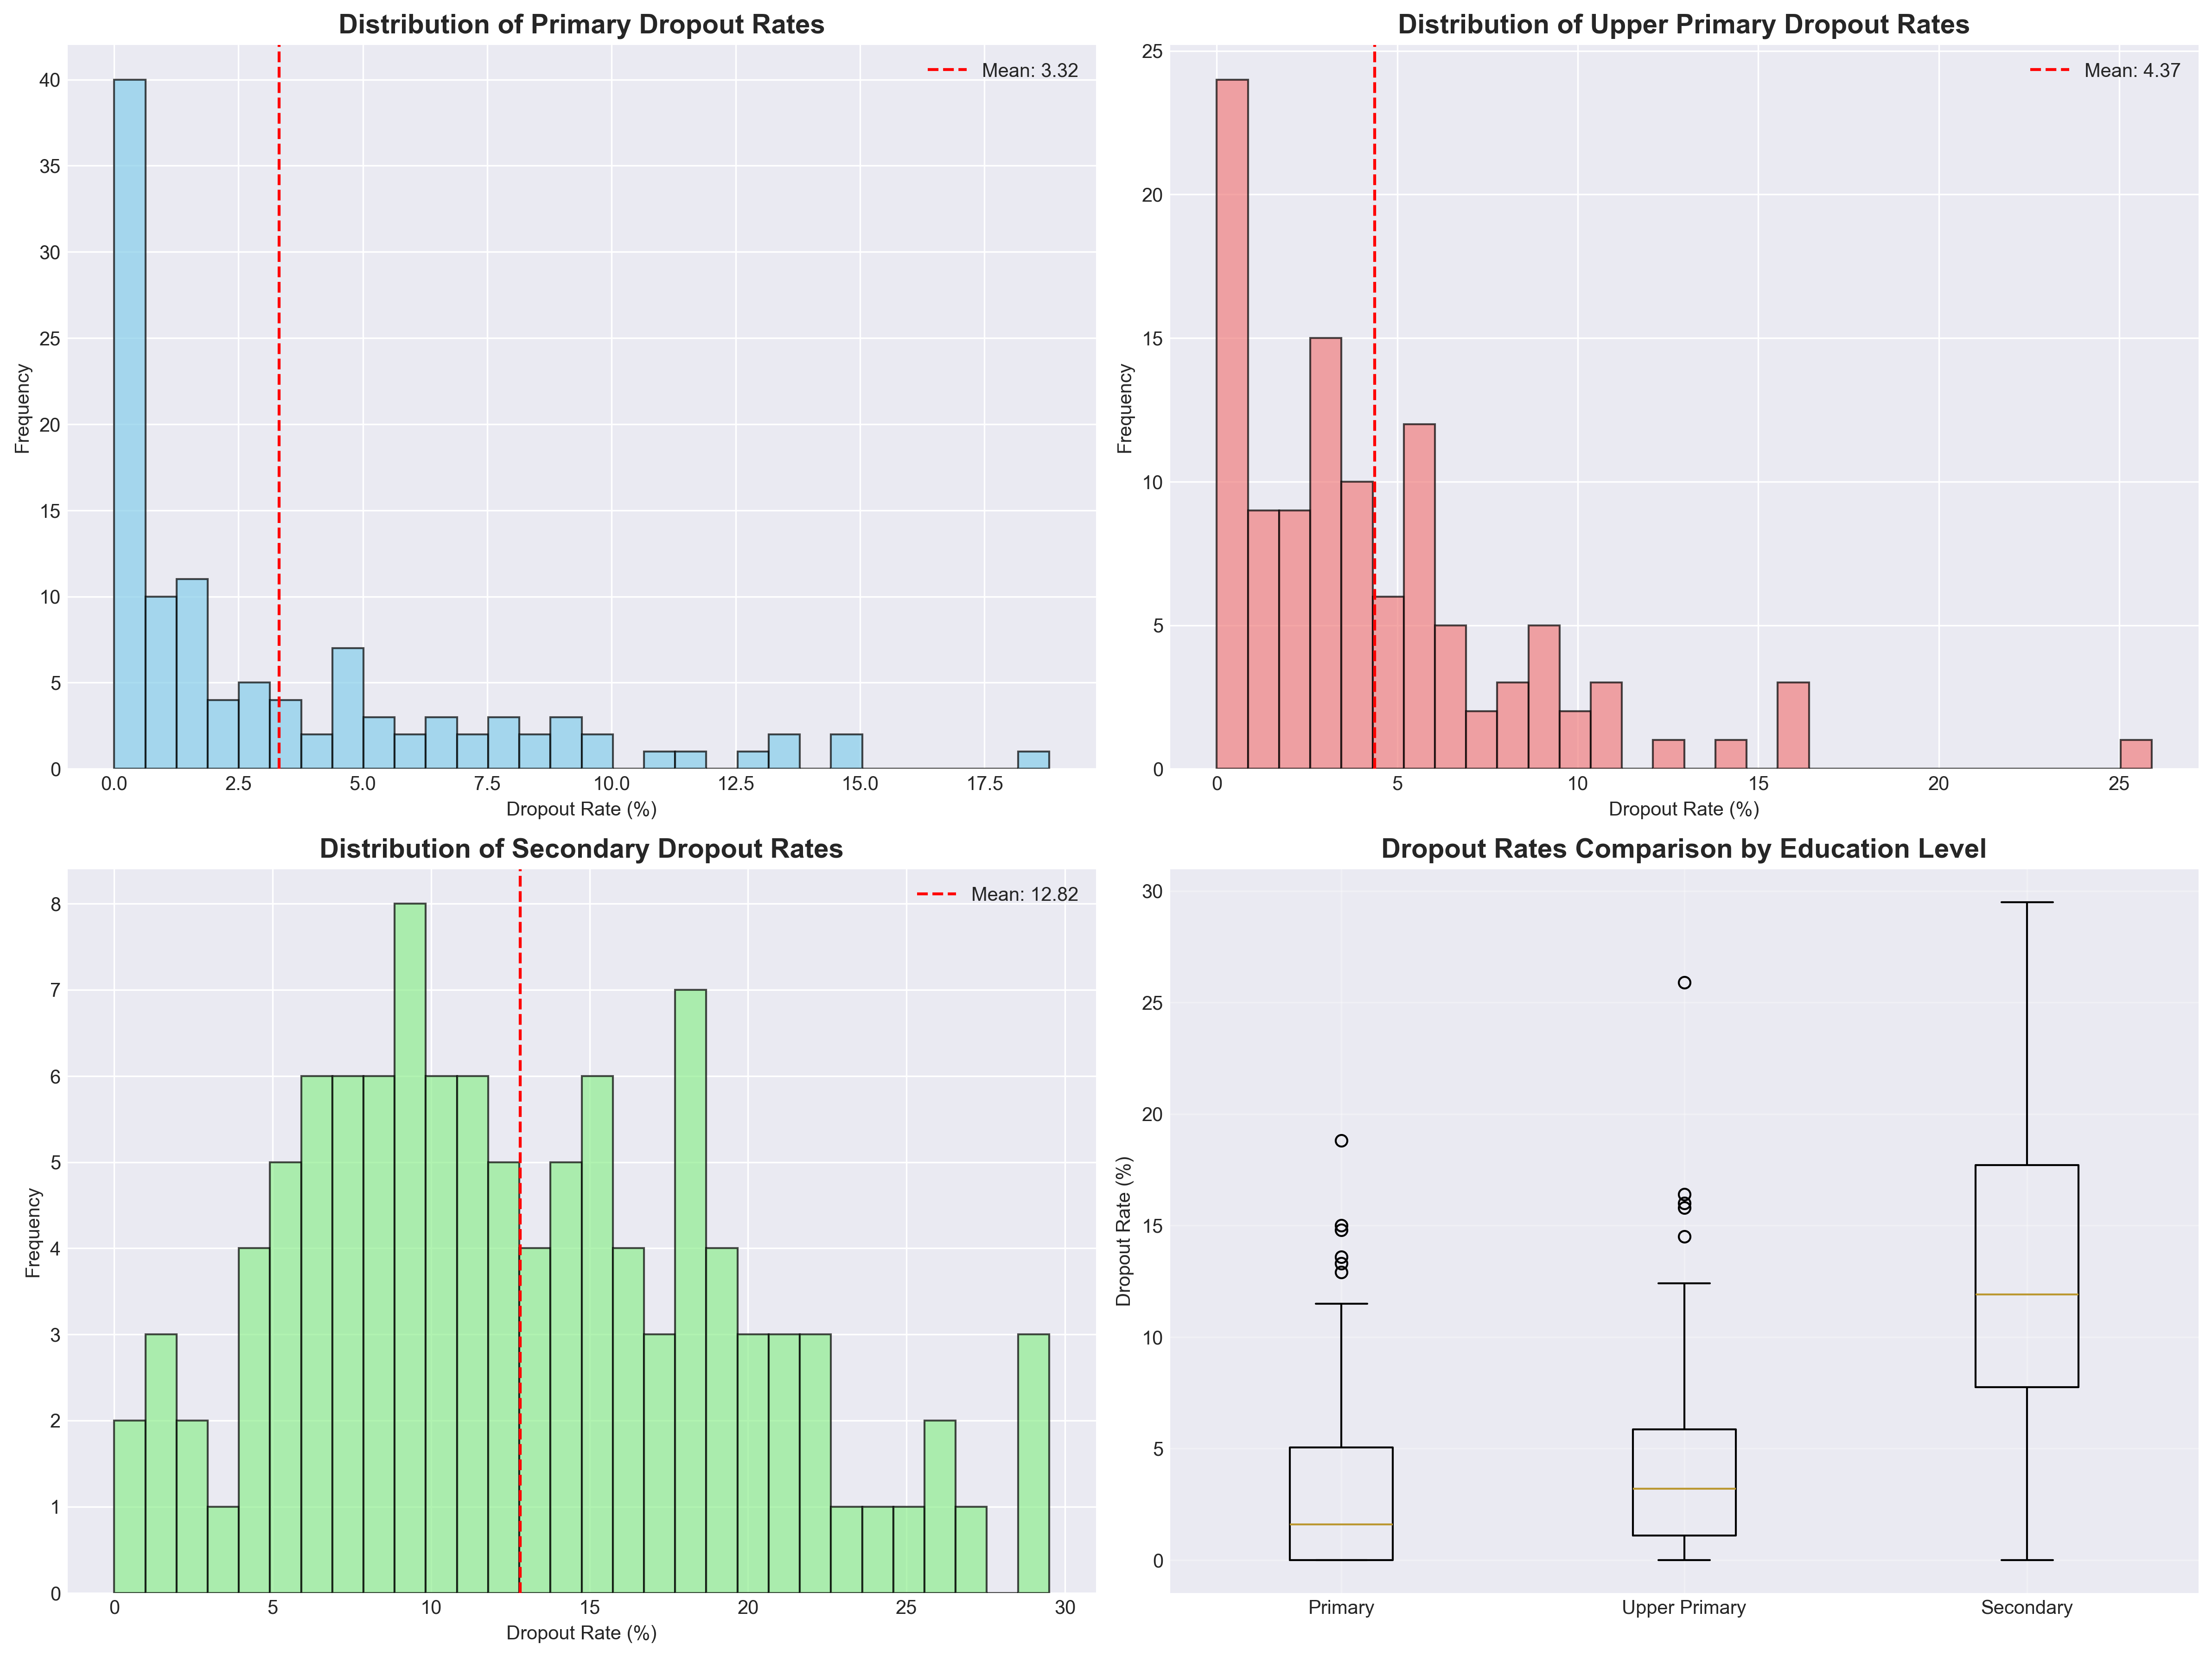 Distribution of Primary Dropout Rates
Mean: 3.32
Frequency
40
35
30
25
20
15
10
5
0
0.0 2.5 5.0 7.5 10.0 12.5 15.0 17.5
Dropout Rate (%)
Distribution of Upper Primary Dropout Rates
Mean: 4.37
Frequency
25
20
15
10
5
0
0 5 10 15 20 25
Dropout Rate (%)
Distribution of Secondary Dropout Rates
Mean: 12.82
Frequency
8
7
6
5
4
3
2
1
0
0 5 10 15 20 25 30
Dropout Rate (%)
Dropout Rates Comparison by Education Level
Dropout Rate (%)
30
25
20
15
10
5
0
Primary Upper Primary Secondary